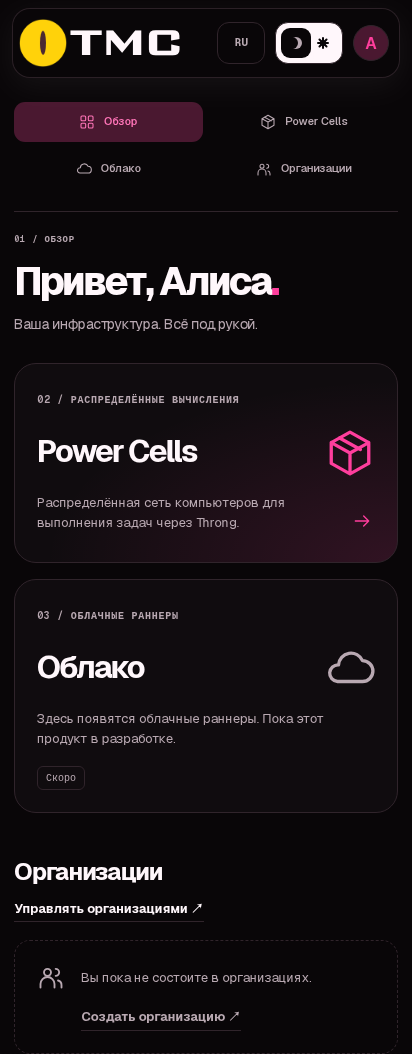 TMC
RU
A
Обзор
Power Cells
Облако
Организации
01 / ОБЗОР
Привет, Алиса.
Ваша инфраструктура. Всё под рукой.
02 / РАСПРЕДЕЛЁННЫЕ ВЫЧИСЛЕНИЯ
Power Cells
Распределённая сеть компьютеров для
выполнения задач через Throng.
→
03 / ОБЛАЧНЫЕ РАННЕРЫ
Облако
Здесь появятся облачные раннеры. Пока этот
продукт в разработке.
Скоро
Организации
Управлять организациями ↗
Вы пока не состоите в организациях.
Создать организацию ↗